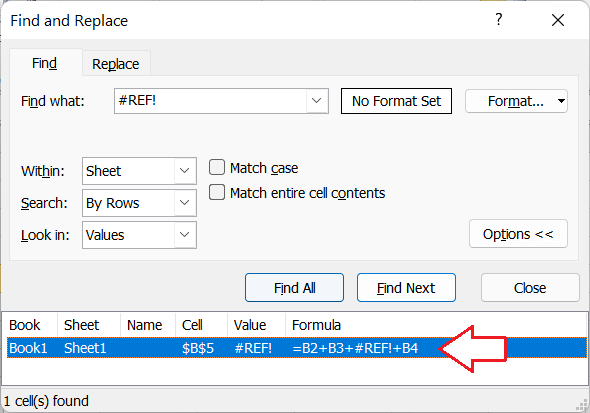 Find and Replace ?
Find Replace
Find what: #REF! No Format Set Format...
Within: Sheet Match case
Search: By Rows Match entire cell contents
Look in: Values Options <<
Find All Find Next Close
Book Sheet Name Cell Value Formula
Book1 Sheet1 $B$5 #REF! =B2+B3+#REF!+B4
1 cell(s) found